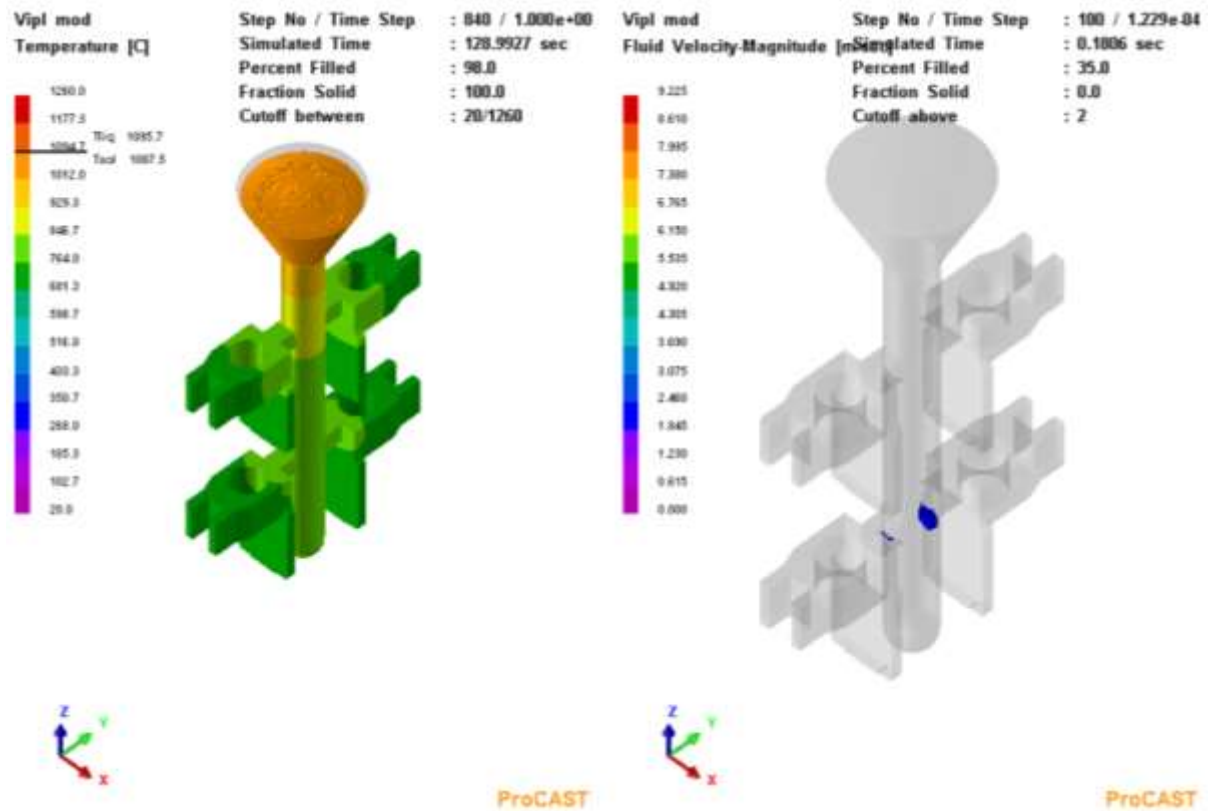 Vipl mod
Temperature [C]
Step No / Time Step : 840 / 1.000e+00
Simulated Time : 128.9927 sec
Percent Filled : 98.0
Fraction Solid : 100.0
Cutoff between : 20/1260
1260.0
1177.3
1094.7
1012.0
929.3
846.7
764.0
681.3
598.7
516.0
433.3
350.7
268.0
185.3
102.7
20.0
Vipl mod
Fluid Velocity-Magnitude
Step No / Time Step : 100 / 1.229e-04
Simulated Time : 0.1806 sec
Percent Filled : 35.0
Fraction Solid : 0.0
Cutoff above : 2
9.225
8.610
7.995
7.380
6.765
6.150
5.535
4.920
4.305
3.690
3.075
2.460
1.845
1.230
0.615
0.000
Z
Y
X
ProCAST
Z
Y
X
ProCAST